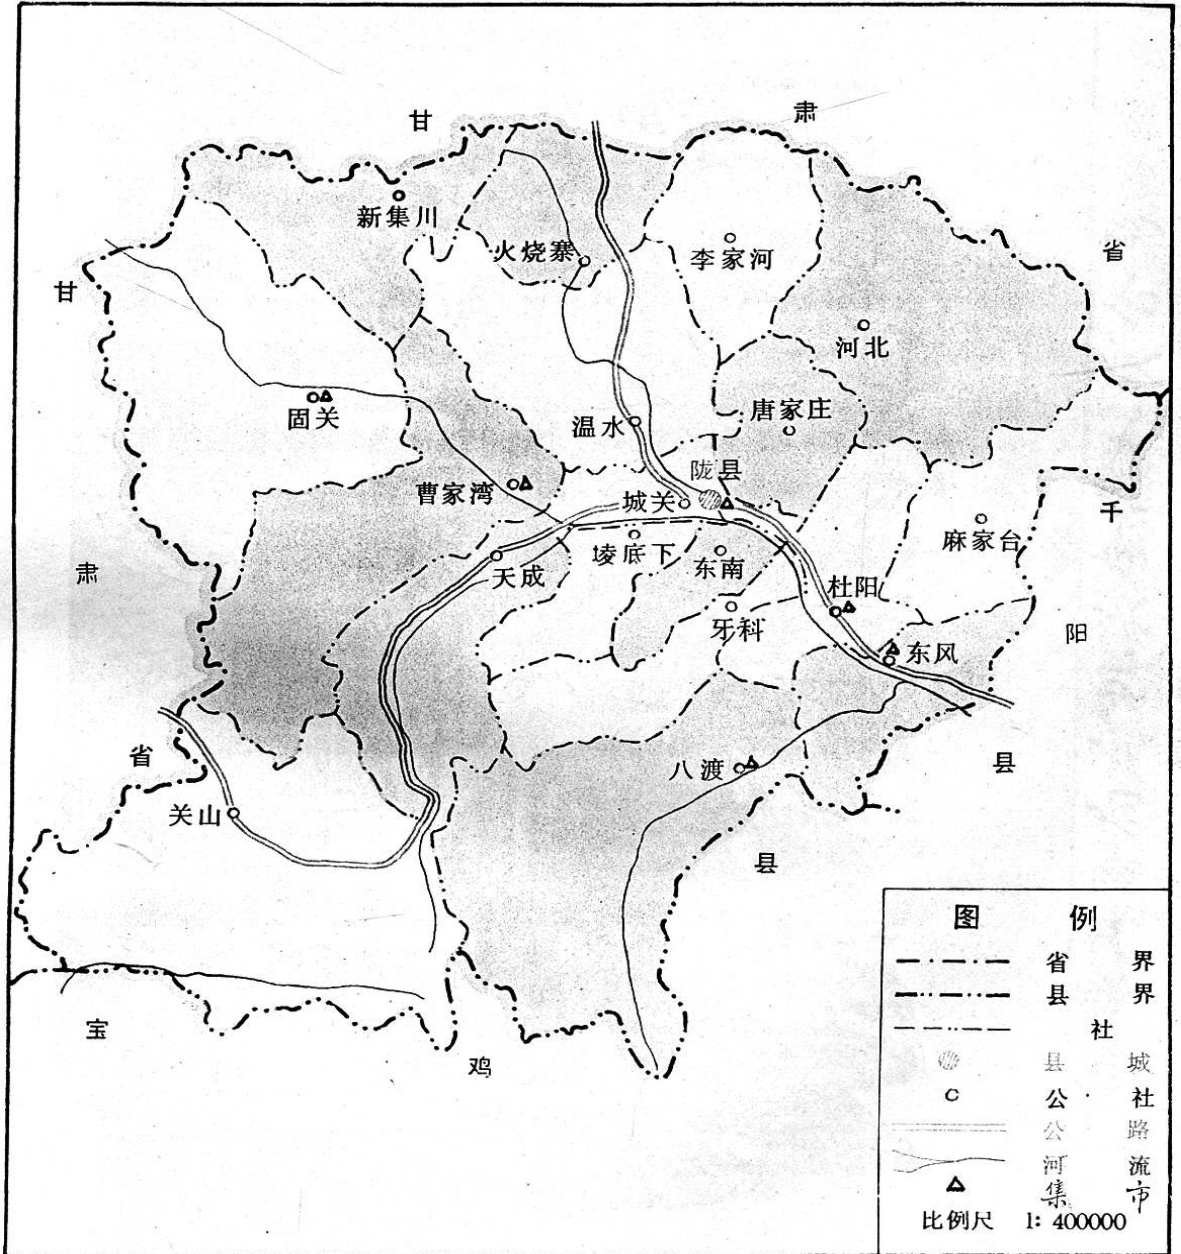 甘 肃
新集川
火烧寨
李家河
省
甘
河北
固关
温水
唐家庄
陇县
曹家湾
城关
千
麻家台
堎底下
东南
天成
肃
杜阳
牙科
阳
东风
省
八渡
县
关山
县
宝
鸡
图 例
省 界
县 界
社
县 城
公 社
公 路
河 流
集 市
比例尺 1: 400000